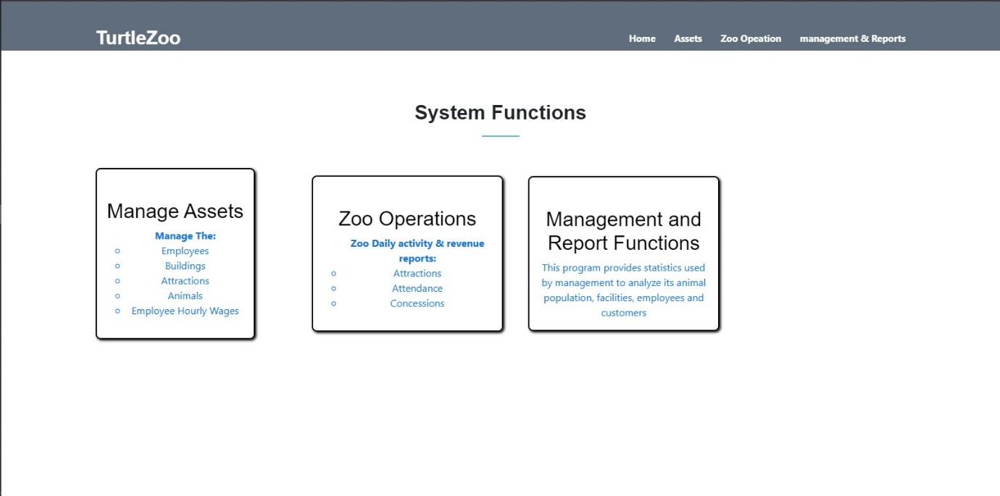 TurtleZoo
Home Assets Zoo Opeation management & Reports
System Functions
Manage Assets
Manage The:
Employees
Buildings
Attractions
Animals
Employee Hourly Wages
Zoo Operations
Zoo Daily activity & revenue
reports:
Attractions
Attendance
Concessions
Management and
Report Functions
This program provides statistics used
by management to analyze its animal
population, facilities, employees and
customers